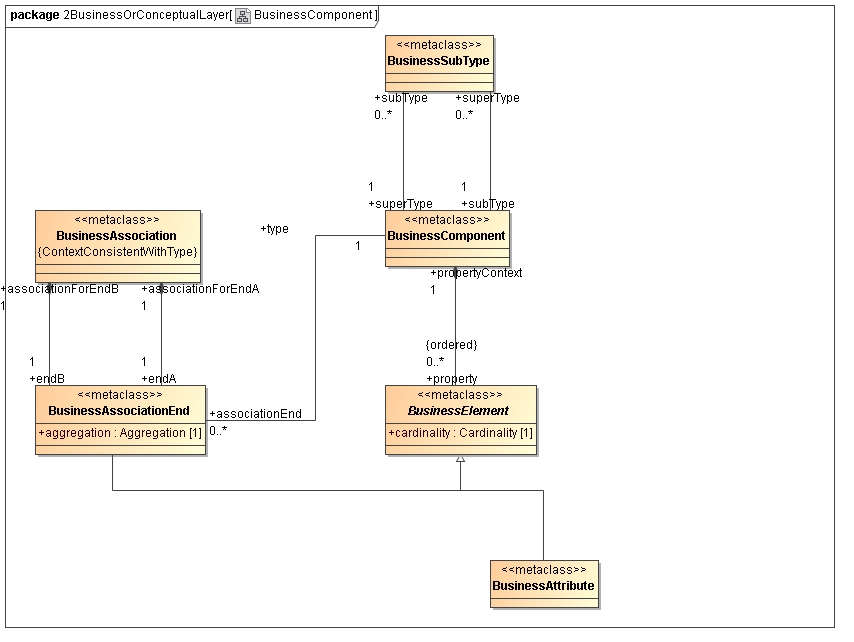 package 2BusinessOrConceptualLayer[ BusinessComponent ]
<<metaclass>>
BusinessSubType
+subType
+superType
0..*
0..*
1
1
+superType
+subType
<<metaclass>>
BusinessAssociation
{ContextConsistentWithType}
<<metaclass>>
BusinessComponent
+type
1
+associationForEndB
+associationForEndA
1
1
+propertyContext
1
{ordered}
0..*
+property
1
1
+endB
+endA
<<metaclass>>
BusinessAssociationEnd
+aggregation : Aggregation [1]
+associationEnd
0..*
<<metaclass>>
BusinessElement
+cardinality : Cardinality [1]
<<metaclass>>
BusinessAttribute